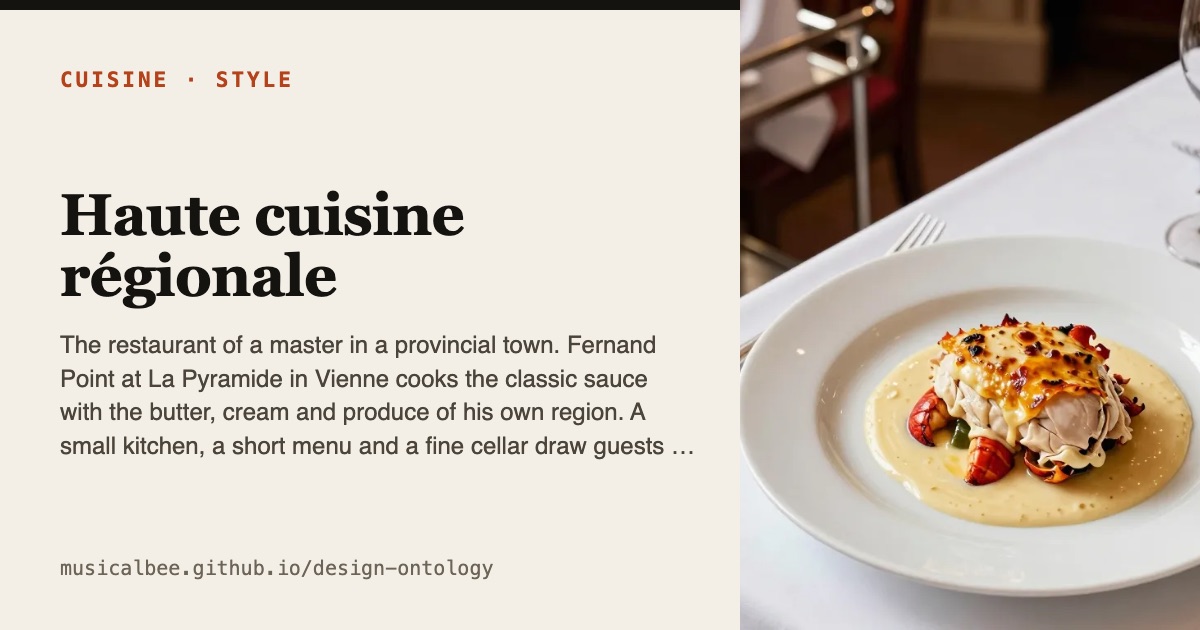 CUISINE · STYLE
Haute cuisine
régionale
The restaurant of a master in a provincial town. Fernand
Point at La Pyramide in Vienne cooks the classic sauce
with the butter, cream and produce of his own region. A
small kitchen, a short menu and a fine cellar draw guests …
musicalbee.github.io/design-ontology